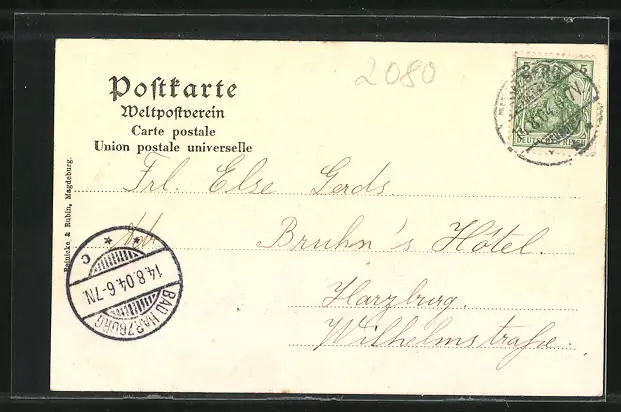 2080
Postkarte
Weltpostverein
Carte postale
Union postale universelle
5
DEUTSCHES REICH
Frl. Else Gerds
Bruhn's Hôtel.
Harzburg.
Wilhelmstraße.
Reinicke & Rubin, Magdeburg.
C
14.8.04.6-7N.
BAD HARZBURG